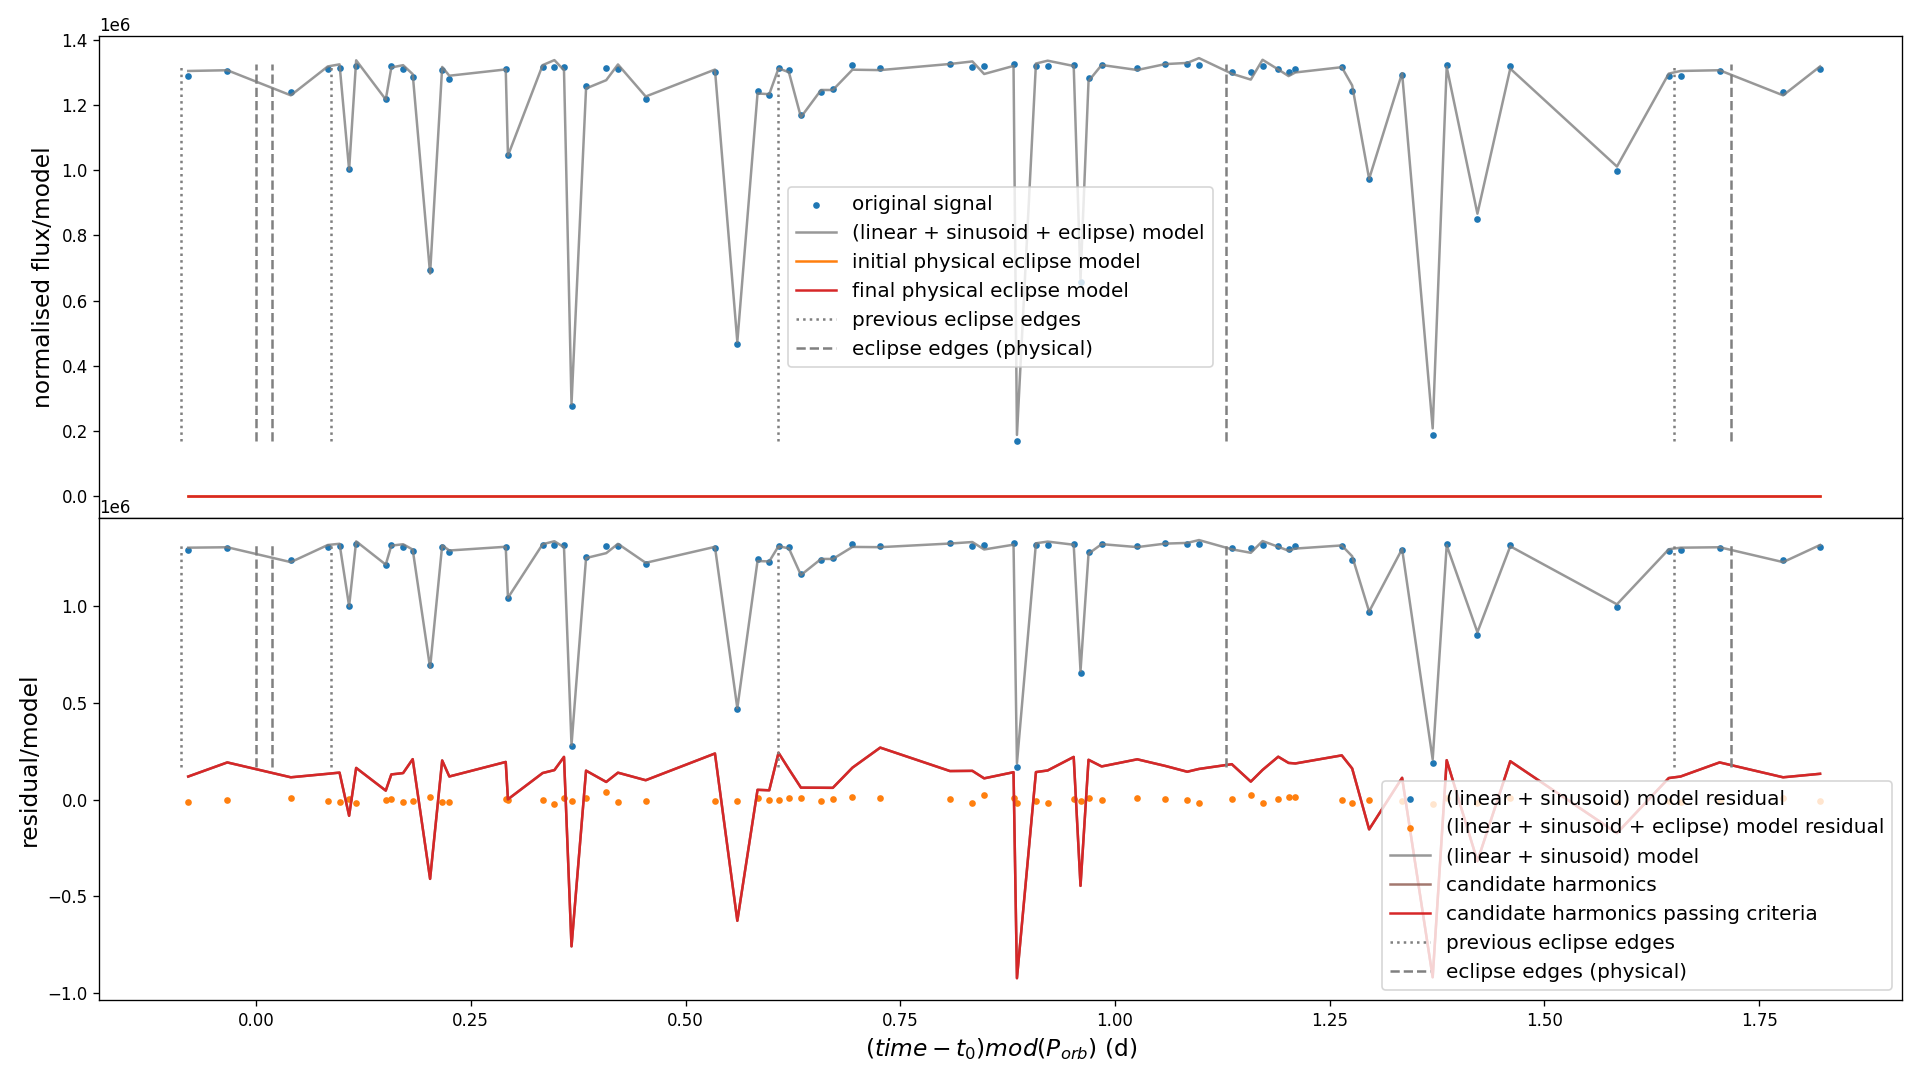 1e6
1.4
1.2
1.0
0.8
0.6
0.4
0.2
0.0
normalised flux/model
original signal
(linear + sinusoid + eclipse) model
initial physical eclipse model
final physical eclipse model
previous eclipse edges
eclipse edges (physical)
1e6
1.0
0.5
0.0
−0.5
−1.0
residual/model
(linear + sinusoid) model residual
(linear + sinusoid + eclipse) model residual
(linear + sinusoid) model
candidate harmonics
candidate harmonics passing criteria
previous eclipse edges
eclipse edges (physical)
0.00 0.25 0.50 0.75 1.00 1.25 1.50 1.75
(time − t₀)mod(P_orb) (d)